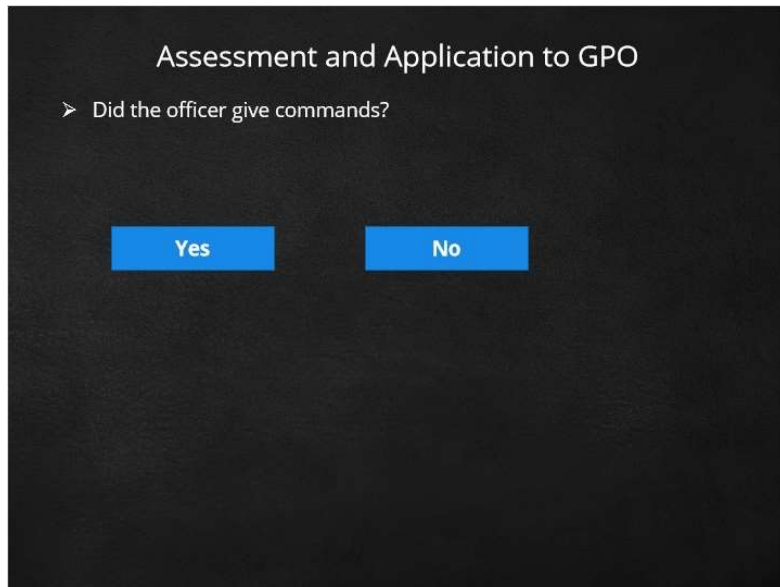 Assessment and Application to GPO
➢ Did the officer give commands?
Yes No